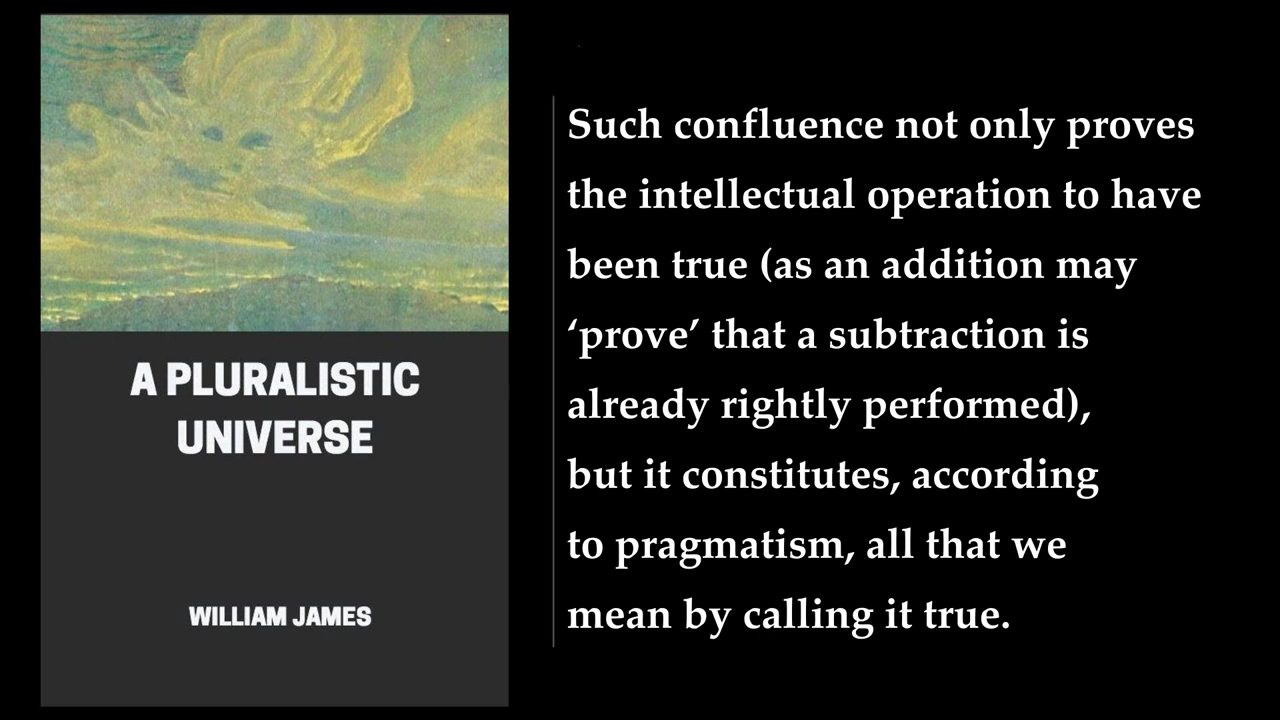 A PLURALISTIC
UNIVERSE
WILLIAM JAMES
Such confluence not only proves
the intellectual operation to have
been true (as an addition may
‘prove’ that a subtraction is
already rightly performed),
but it constitutes, according
to pragmatism, all that we
mean by calling it true.